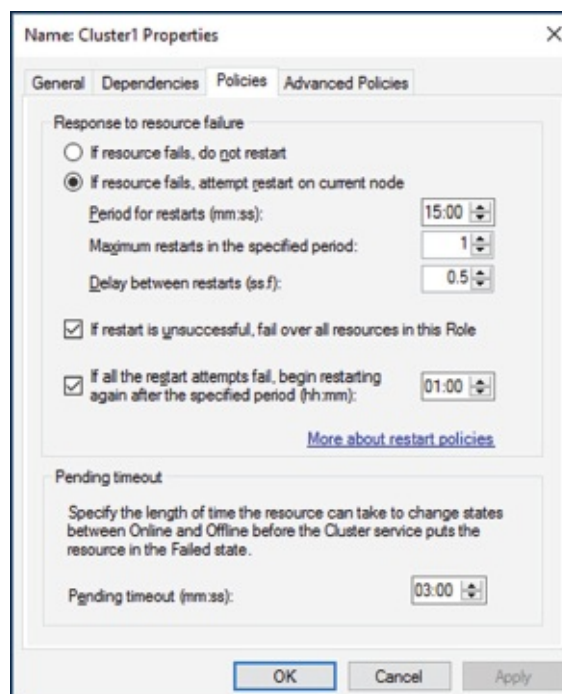 Name: Cluster1 Properties
General Dependencies Policies Advanced Policies
Response to resource failure
If resource fails, do not restart
If resource fails, attempt restart on current node
Period for restarts (mm:ss): 15:00
Maximum restarts in the specified period: 1
Delay between restarts (ss.f): 0.5
If restart is unsuccessful, fail over all resources in this Role
If all the restart attempts fail, begin restarting
again after the specified period (hh:mm): 01:00
More about restart policies
Pending timeout
Specify the length of time the resource can take to change states
between Online and Offline before the Cluster service puts the
resource in the Failed state.
Pending timeout (mm:ss): 03:00
OK Cancel Apply